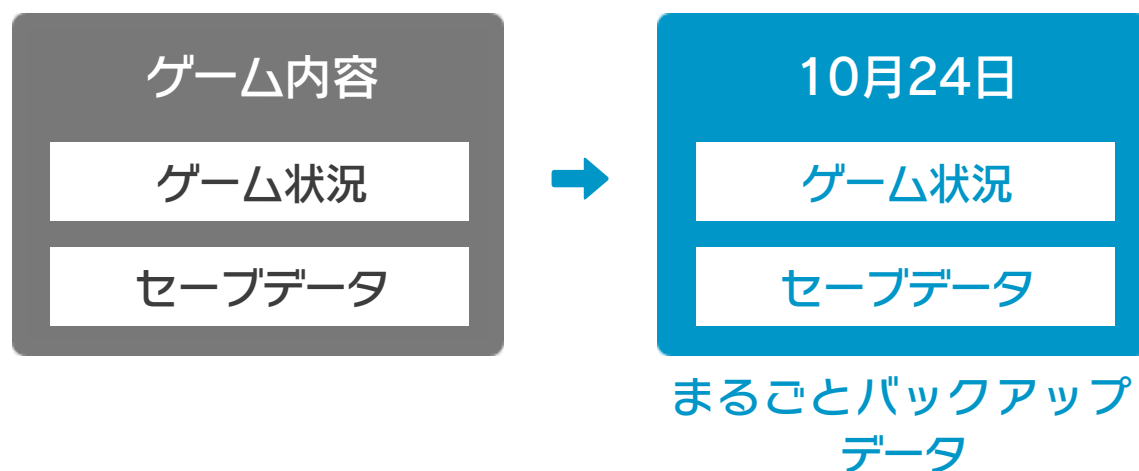 ゲーム内容
ゲーム状況
セーブデータ
10月24日
ゲーム状況
セーブデータ
まるごとバックアップ
データ